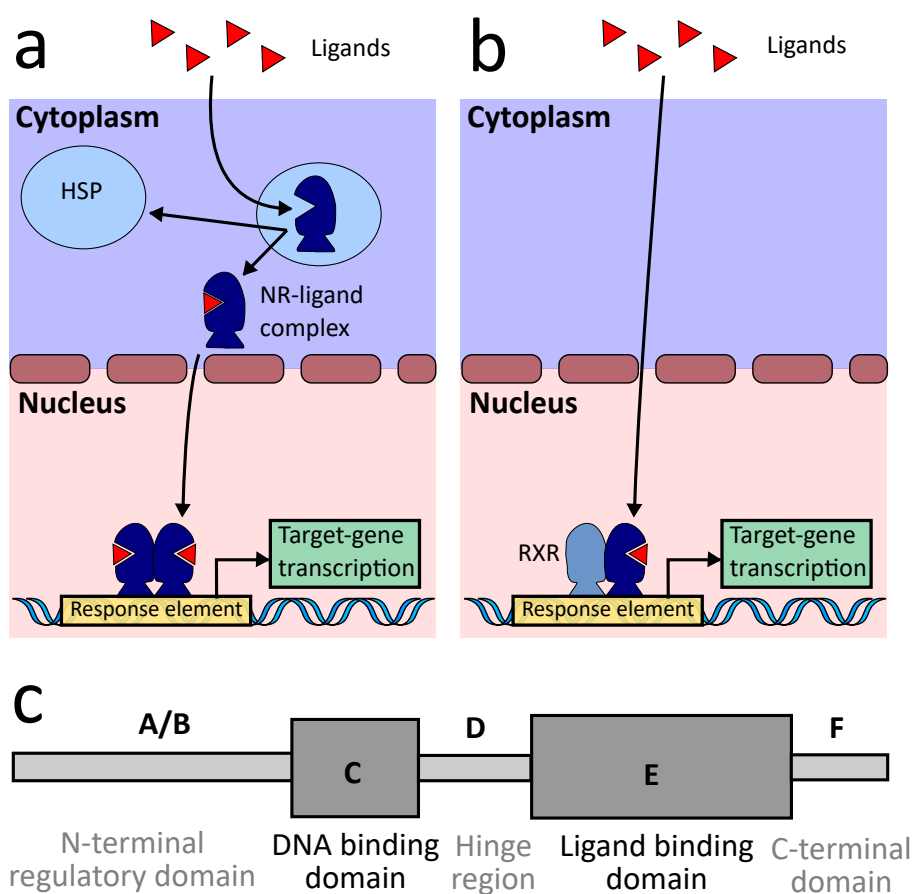 a
Ligands
Cytoplasm
HSP
NR-ligand
complex
Nucleus
Target-gene
transcription
Response element
b
Ligands
Cytoplasm
Nucleus
RXR
Target-gene
transcription
Response element
c
A/B
D
F
C
E
N-terminal
regulatory domain
DNA binding
domain
Hinge
region
Ligand binding
domain
C-terminal
domain